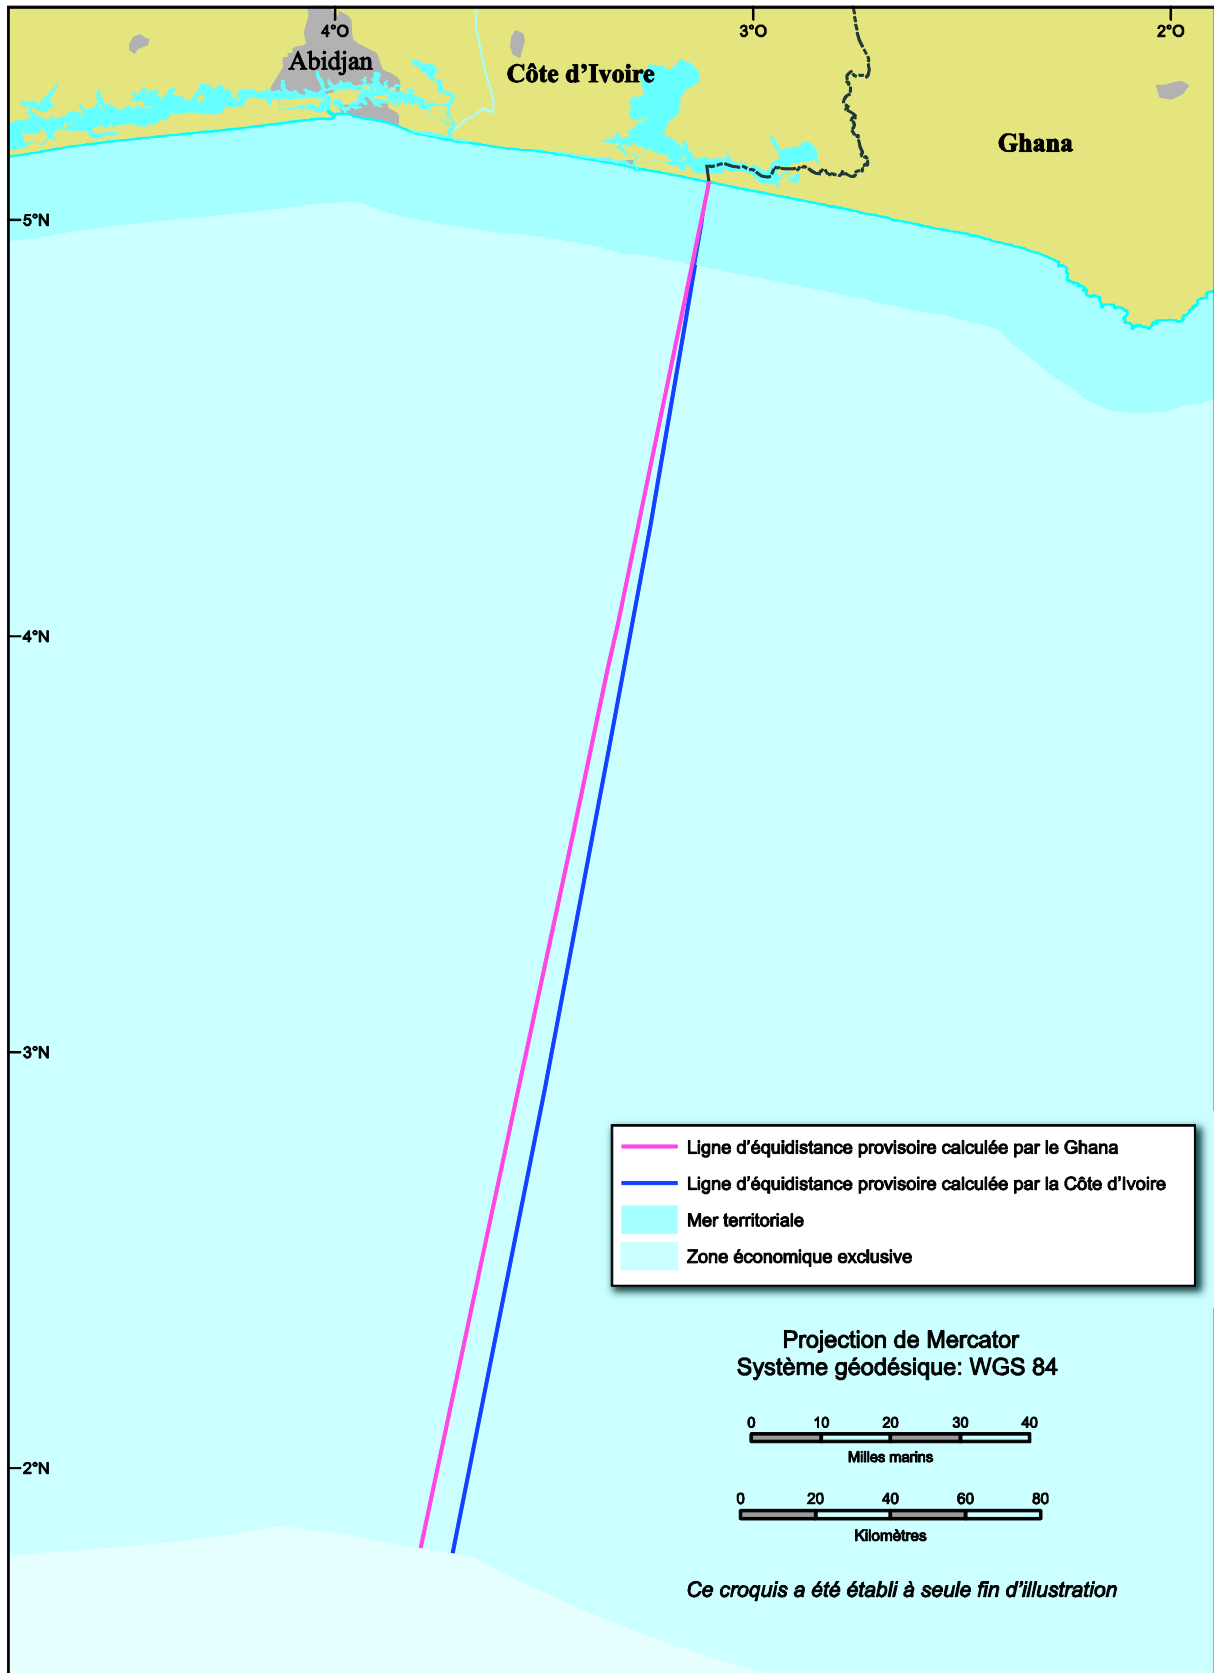 4°O
3°O
2°O
Abidjan
Côte d’Ivoire
Ghana
5°N
4°N
3°N
2°N
Ligne d’équidistance provisoire calculée par le Ghana
Ligne d’équidistance provisoire calculée par la Côte d’Ivoire
Mer territoriale
Zone économique exclusive
Projection de Mercator
Système géodésique: WGS 84
0 10 20 30 40
Milles marins
0 20 40 60 80
Kilomètres
Ce croquis a été établi à seule fin d’illustration